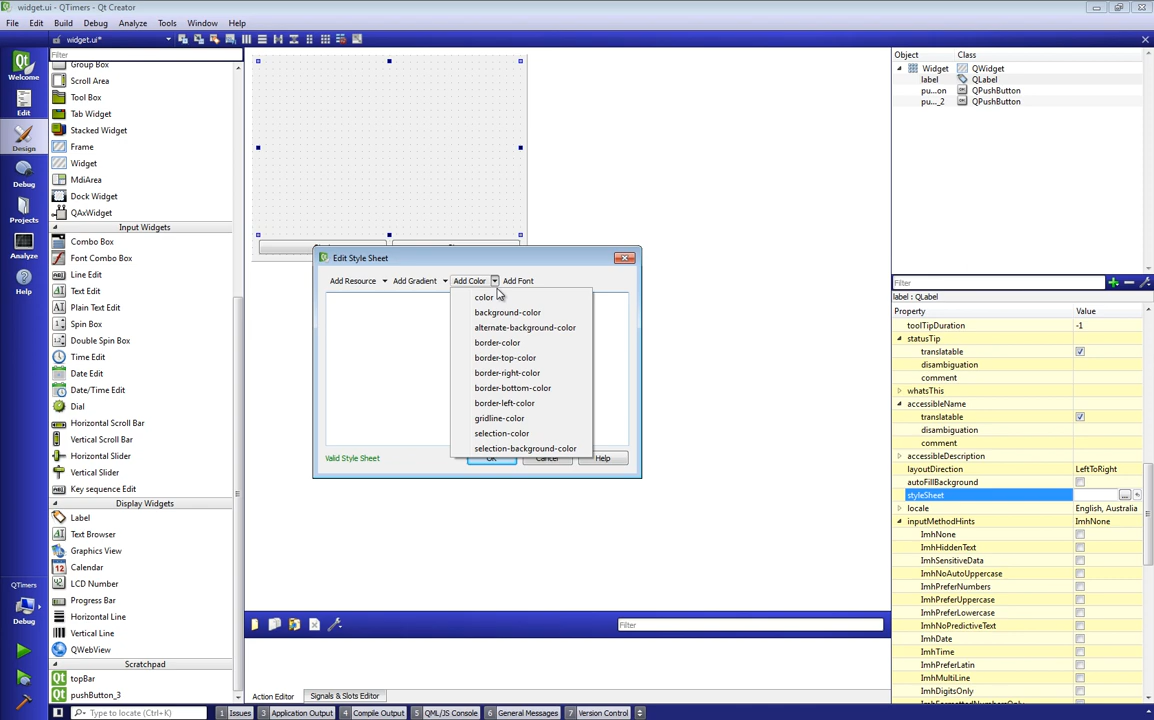 widget.ui - QTimers - Qt Creator
File Edit Build Debug Analyze Tools Window Help
widget.ui*
Welcome
Edit
Design
Debug
Projects
Analyze
Help
QTimers
Debug
Filter
Group Box
Scroll Area
Tool Box
Tab Widget
Stacked Widget
Frame
Widget
MdiArea
Dock Widget
QAxWidget
Input Widgets
Combo Box
Font Combo Box
Line Edit
Text Edit
Plain Text Edit
Spin Box
Double Spin Box
Time Edit
Date Edit
Date/Time Edit
Dial
Horizontal Scroll Bar
Vertical Scroll Bar
Horizontal Slider
Vertical Slider
Key sequence Edit
Display Widgets
Label
Text Browser
Graphics View
Calendar
LCD Number
Progress Bar
Horizontal Line
Vertical Line
QWebView
Scratchpad
topBar
pushButton_3
Edit Style Sheet
Add Resource Add Gradient Add Color Add Font
color
background-color
alternate-background-color
border-color
border-top-color
border-right-color
border-bottom-color
border-left-color
gridline-color
selection-color
selection-background-color
Valid Style Sheet
OK Cancel Help
Filter
Action Editor Signals & Slots Editor
Object Class
Widget QWidget
label QLabel
pu...on QPushButton
pu..._2 QPushButton
Filter
label : QLabel
Property Value
toolTipDuration -1
statusTip
translatable
disambiguation
comment
whatsThis
accessibleName
translatable
disambiguation
comment
accessibleDescription
layoutDirection LeftToRight
autoFillBackground
styleSheet ...
locale English, Australia
inputMethodHints ImhNone
ImhNone
ImhHiddenText
ImhSensitiveData
ImhNoAutoUppercase
ImhPreferNumbers
ImhPreferUppercase
ImhPreferLowercase
ImhNoPredictiveText
ImhDate
ImhTime
ImhPreferLatin
ImhMultiLine
ImhDigitsOnly
Type to locate (Ctrl+K) 1 Issues 3 Application Output 4 Compile Output 5 QML/JS Console 6 General Messages 7 Version Control